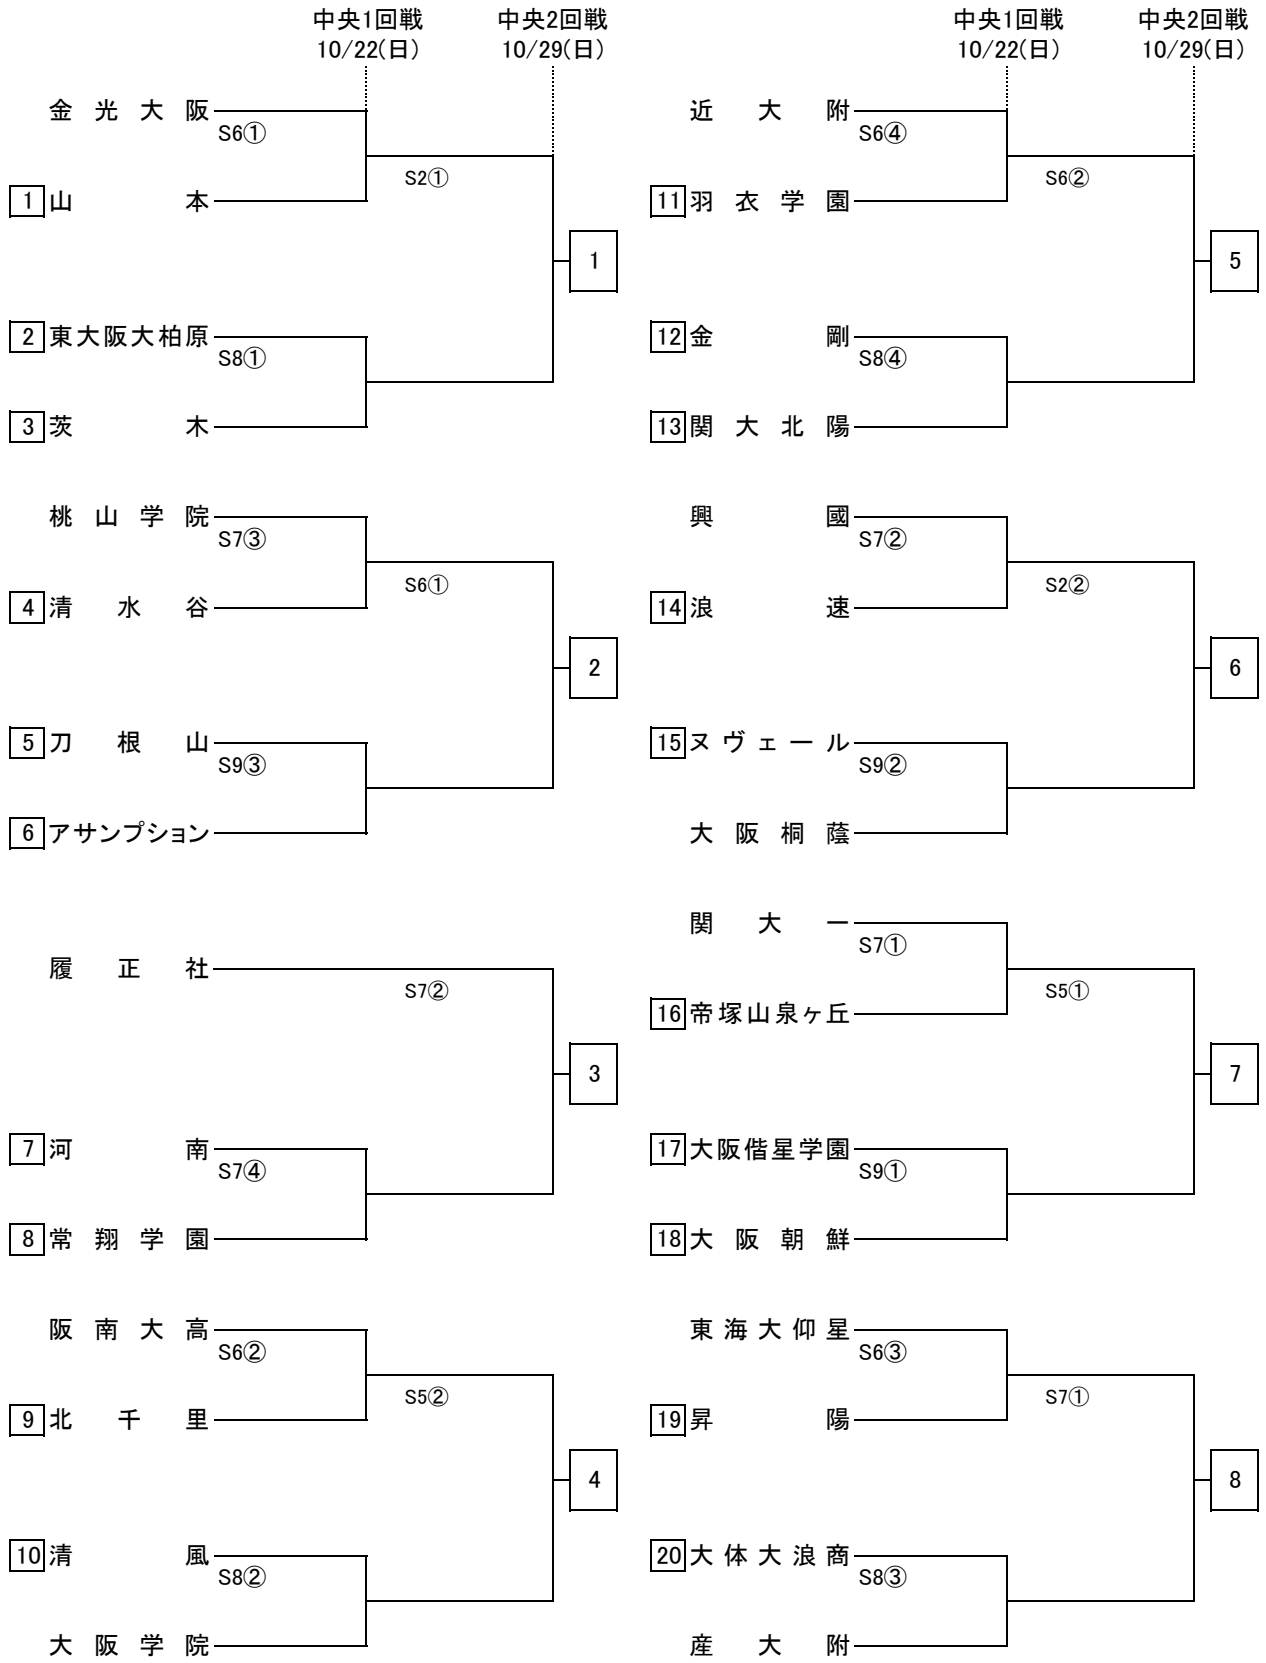 中央1回戦 中央2回戦
10/22(日) 10/29(日)
金光大阪
S6①
S2①
1 山本
1
2 東大阪大柏原
S8①
3 茨木
桃山学院
S7③
S6①
4 清水谷
2
5 刀根山
S9③
6 アサンプション
履正社
S7②
3
7 河南
S7④
8 常翔学園
阪南大高
S6②
S5②
9 北千里
4
10 清風
S8②
大阪学院
中央1回戦 中央2回戦
10/22(日) 10/29(日)
近大附
S6④
S6②
11 羽衣学園
5
12 金剛
S8④
13 関大北陽
興國
S7②
S2②
14 浪速
6
15 ヌヴェール
S9②
大阪桐蔭
関大一
S7①
S5①
16 帝塚山泉ヶ丘
7
17 大阪偕星学園
S9①
18 大阪朝鮮
東海大仰星
S6③
S7①
19 昇陽
8
20 大体大浪商
S8③
産大附